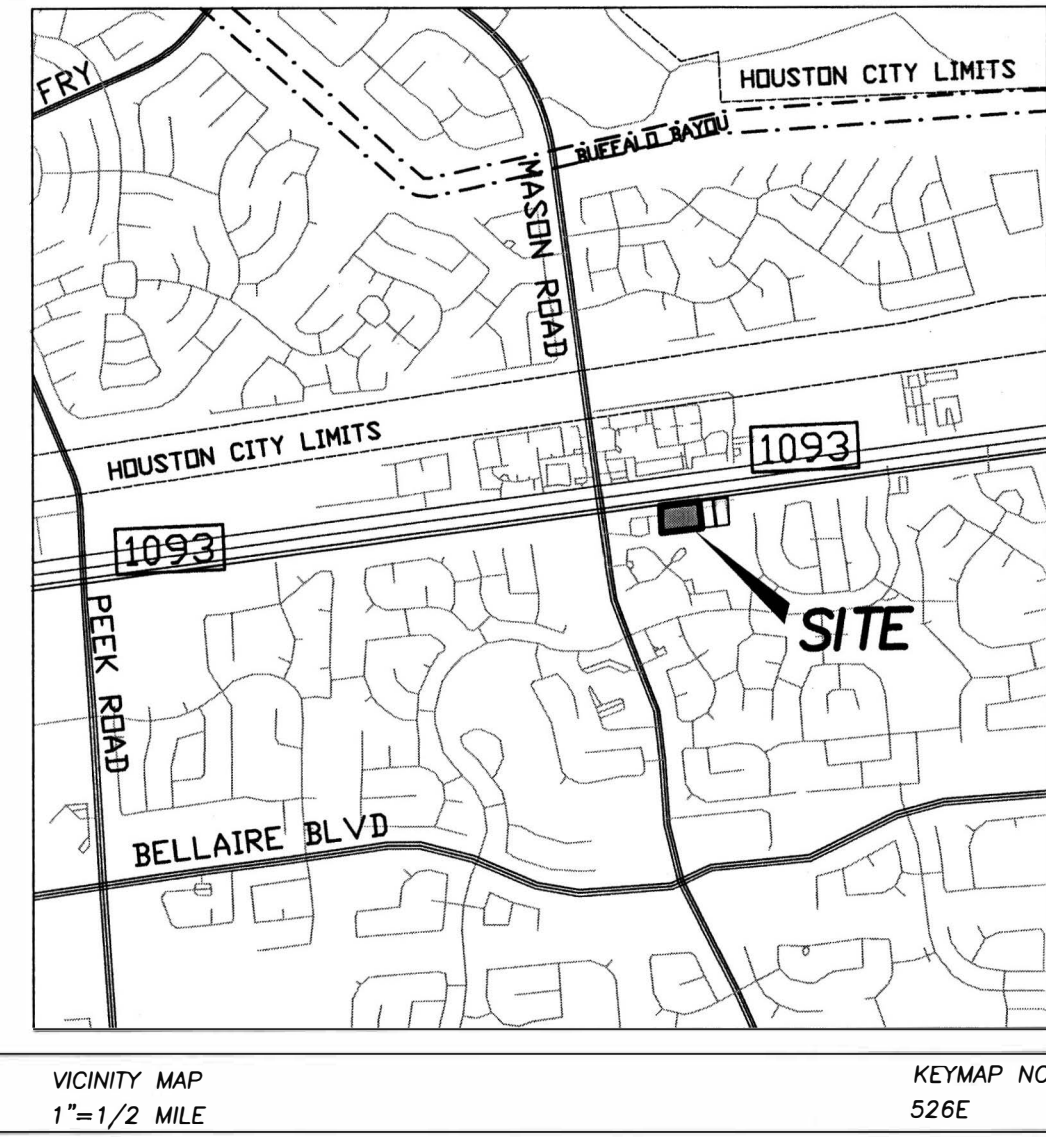 FRY
HOUSTON CITY LIMITS
BUFFALO BAYOU
MASON ROAD
HOUSTON CITY LIMITS
1093
1093
SITE
PEEK ROAD
BELLAIRE BLVD
VICINITY MAP
1"=1/2 MILE
KEYMAP NO
526E